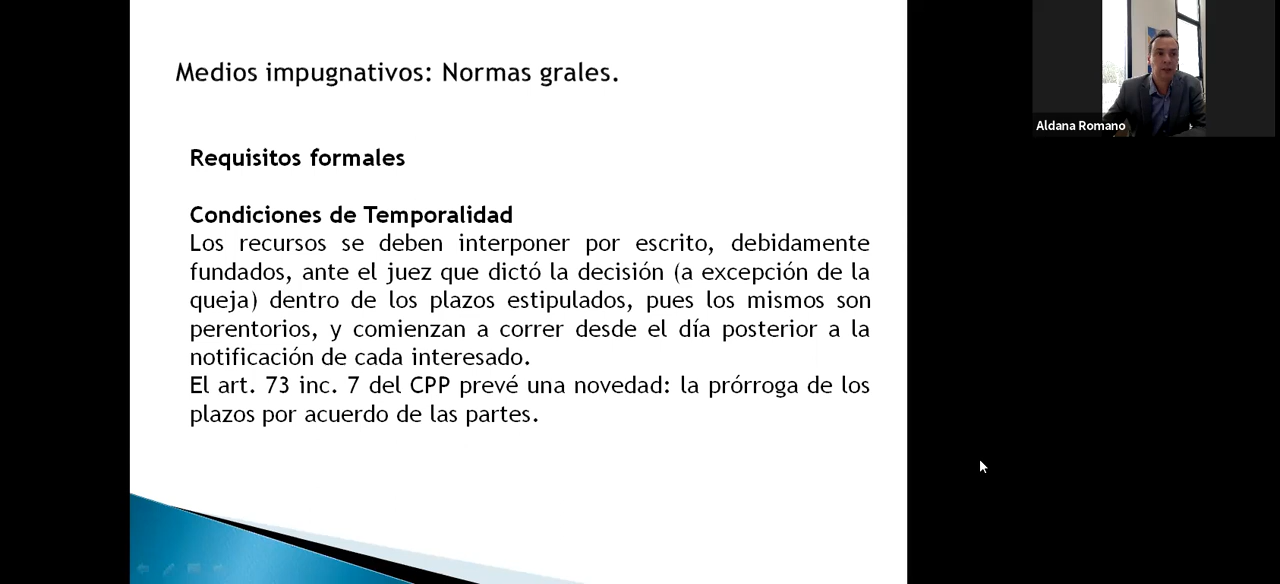 Medios impugnativos: Normas grales.
Requisitos formales
Condiciones de Temporalidad
Los recursos se deben interponer por escrito, debidamente
fundados, ante el juez que dictó la decisión (a excepción de la
queja) dentro de los plazos estipulados, pues los mismos son
perentorios, y comienzan a correr desde el día posterior a la
notificación de cada interesado.
El art. 73 inc. 7 del CPP prevé una novedad: la prórroga de los
plazos por acuerdo de las partes.
Aldana Romano